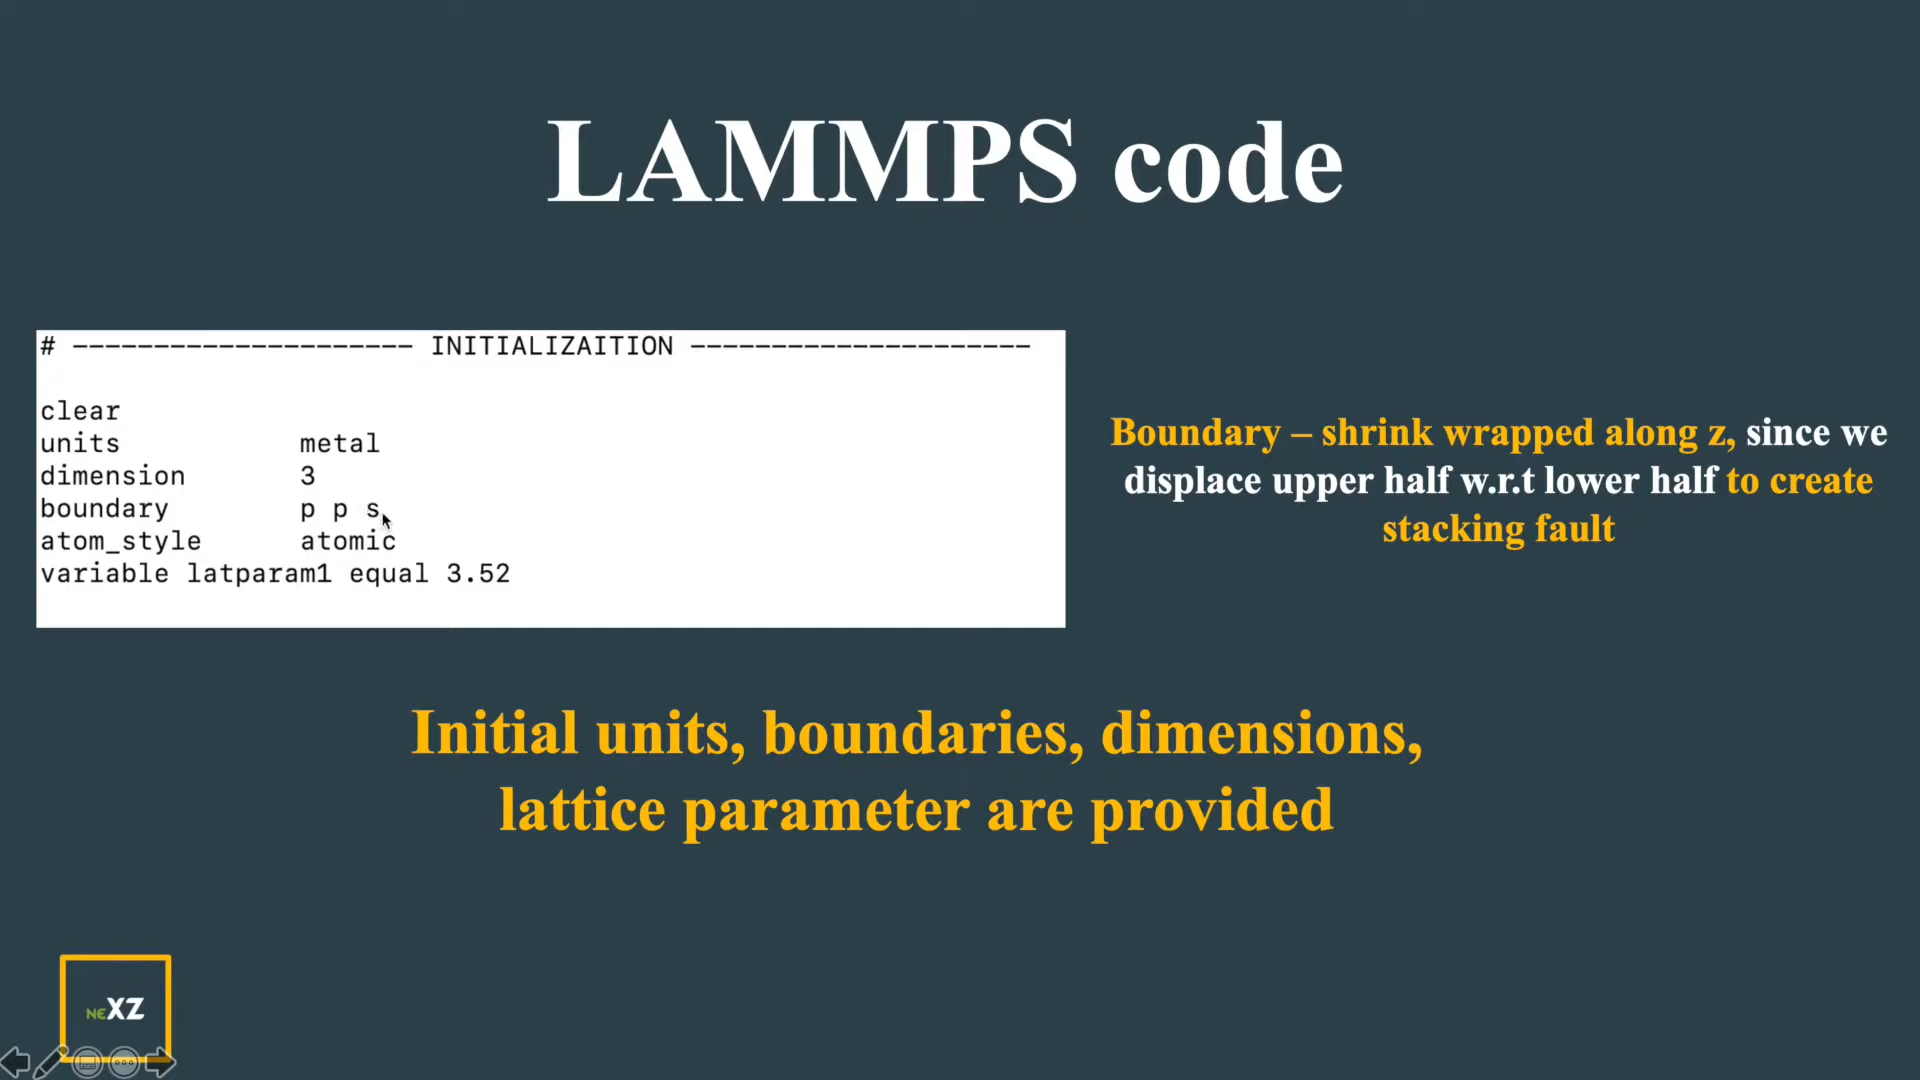 LAMMPS code
# --------------------- INITIALIZAITION ---------------------
clear
units metal
dimension 3
boundary p p s
atom_style atomic
variable latparam1 equal 3.52
Boundary – shrink wrapped along z, since we
displace upper half w.r.t lower half to create
stacking fault
Initial units, boundaries, dimensions,
lattice parameter are provided
NEXZ